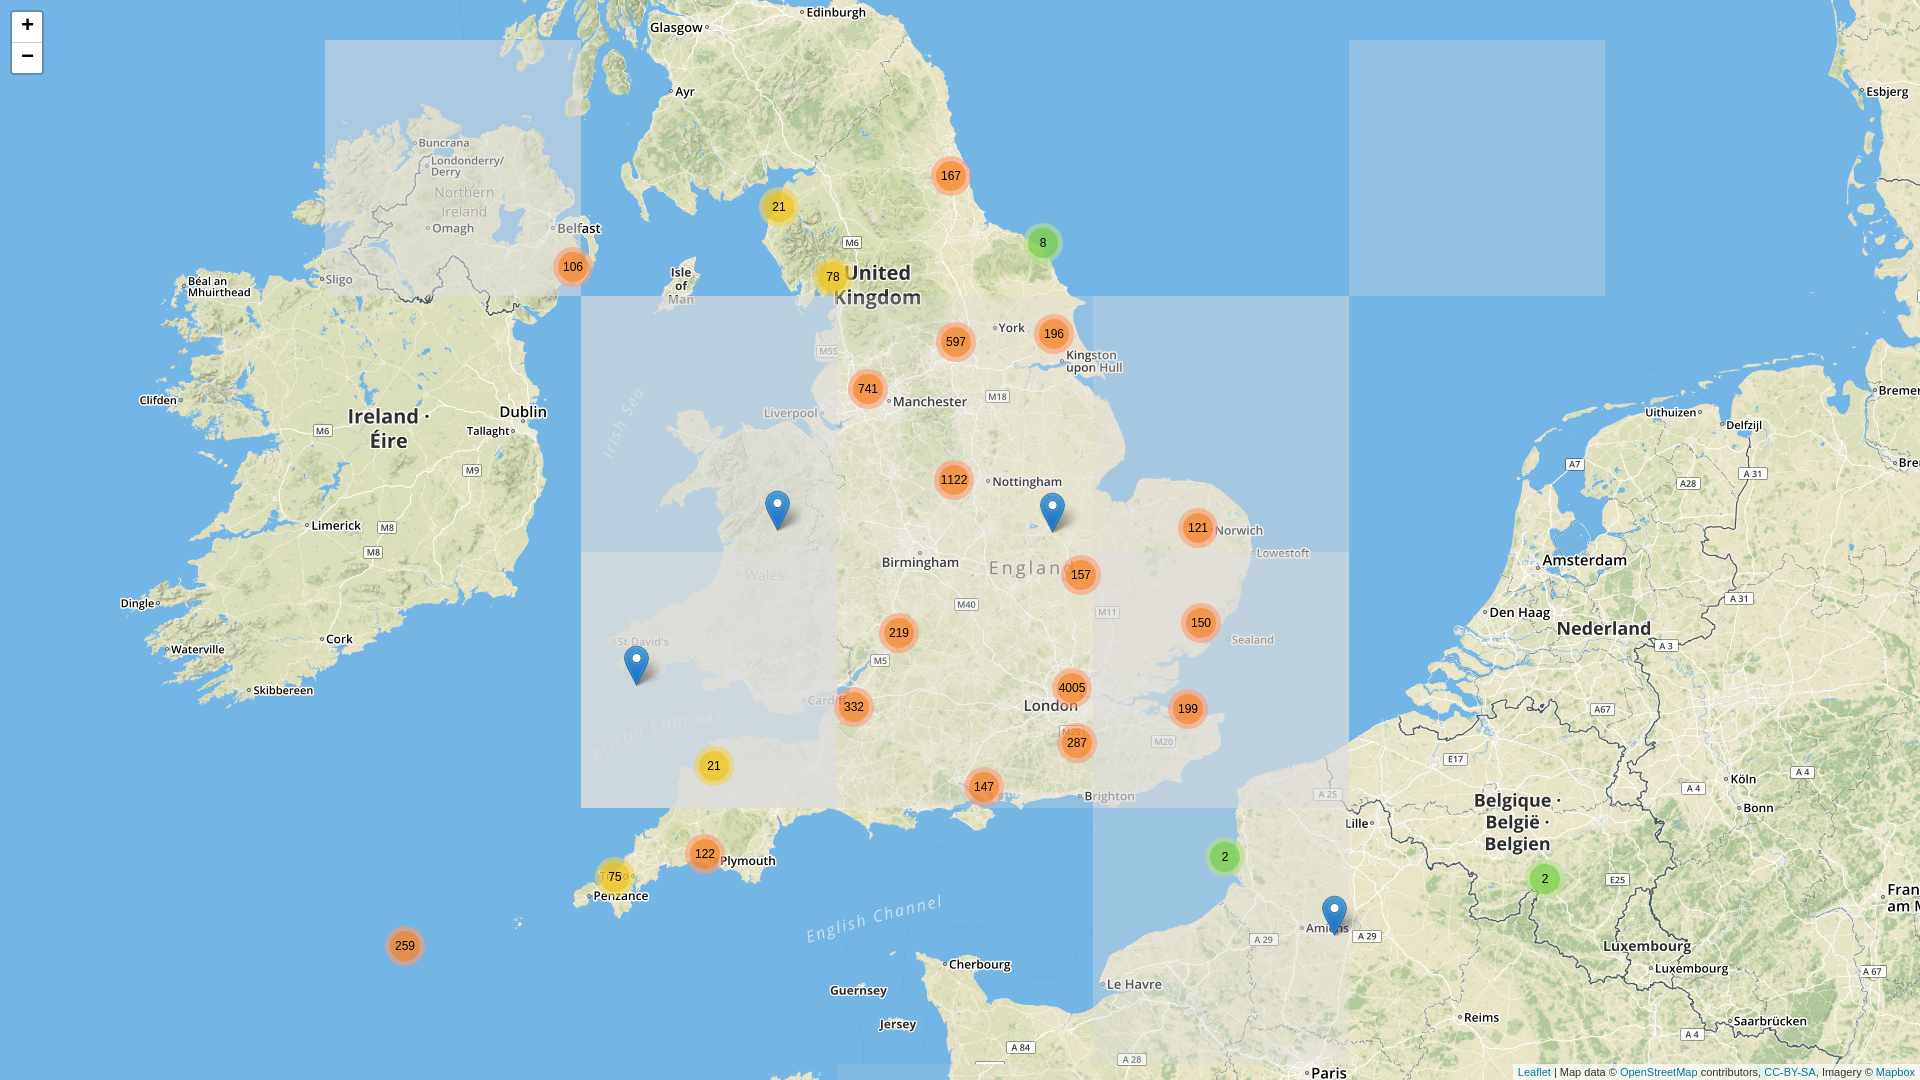 +
−
Edinburgh
Glasgow
Ayr
Esbjerg
Buncrana
Londonderry/
Derry
167
Northern
Ireland
21
Omagh
Belfast
M6
8
106
Isle
of
Man
78
United
Kingdom
Sligo
Béal an
Mhuirthead
York
196
597
M55
Kingston
upon Hull
741
Manchester
M18
Clifden
Bremer
Ireland ·
Éire
Dublin
Tallaght
M6
Liverpool
Irish Sea
Uithuizen
Delfzijl
M9
1122
Nottingham
A7
A 31
A28
Bre
Limerick
M8
M8
121
Norwich
Lowestoft
Birmingham
England
157
Wales
Amsterdam
Dingle
M40
M11
Den Haag
A 31
Nederland
Cork
Waterville
St David's
219
150
Sealand
M5
A 3
Skibbereen
4005
London
Cardiff
332
199
A67
Bristol Channel
287
M20
E17
21
147
Brighton
A 25
A 4
Köln
A 4
Bonn
Belgique ·
België ·
Belgien
Lille
122
Plymouth
2
75
Penzance
2
E25
Fran
am M
English Channel
259
Amiens
A 29
A 29
Luxembourg
Luxembourg
A 67
Cherbourg
Guernsey
Le Havre
Jersey
Reims
Saarbrücken
A 84
A 28
A 4
Paris
Leaflet | Map data © OpenStreetMap contributors, CC-BY-SA, Imagery © Mapbox